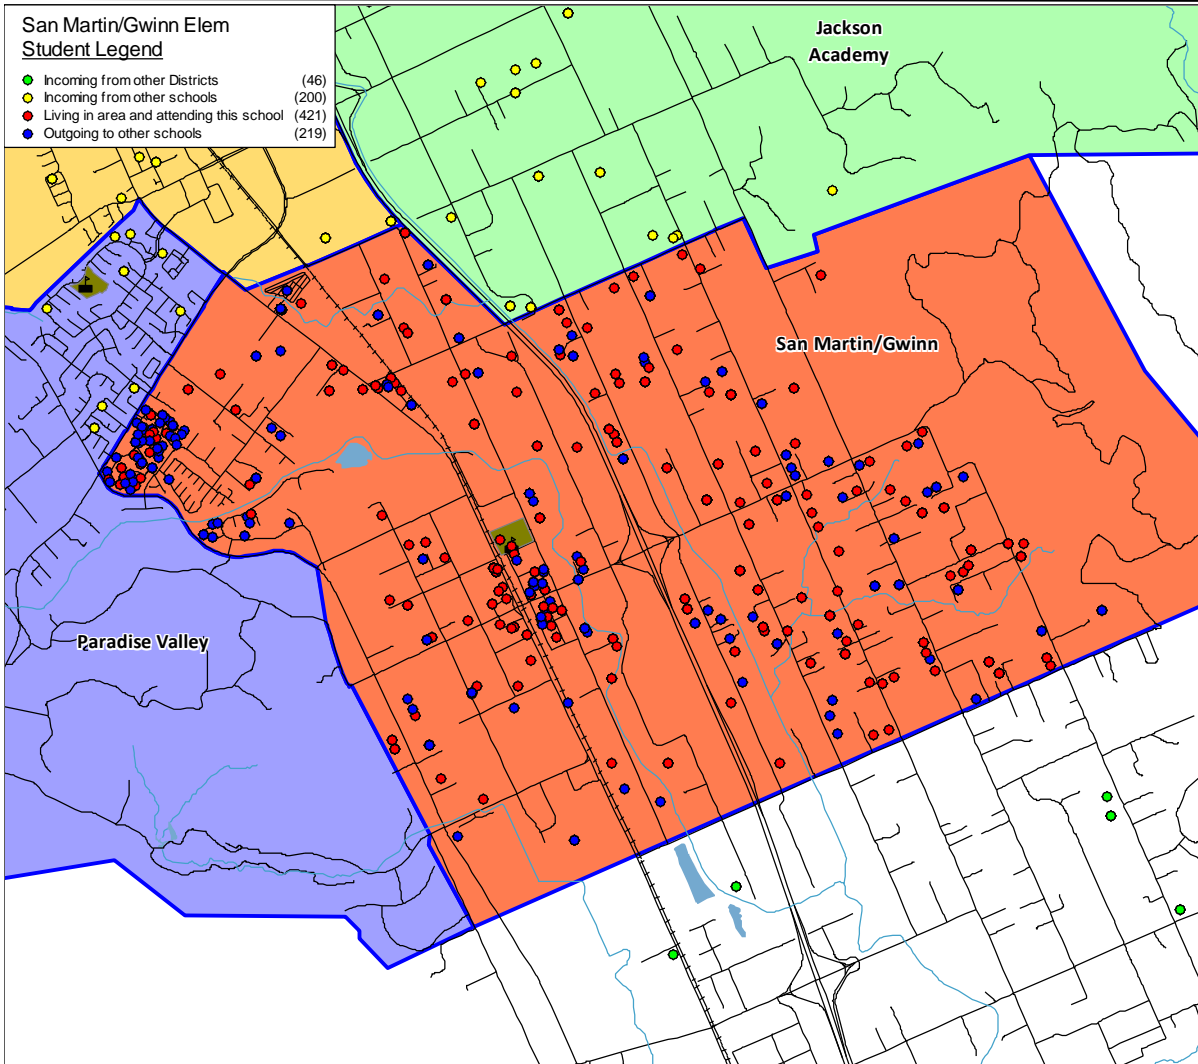 San Martin/Gwinn Elem
Student Legend
Incoming from other Districts (46)
Incoming from other schools (200)
Living in area and attending this school (421)
Outgoing to other schools (219)
Jackson
Academy
San Martin/Gwinn
Paradise Valley